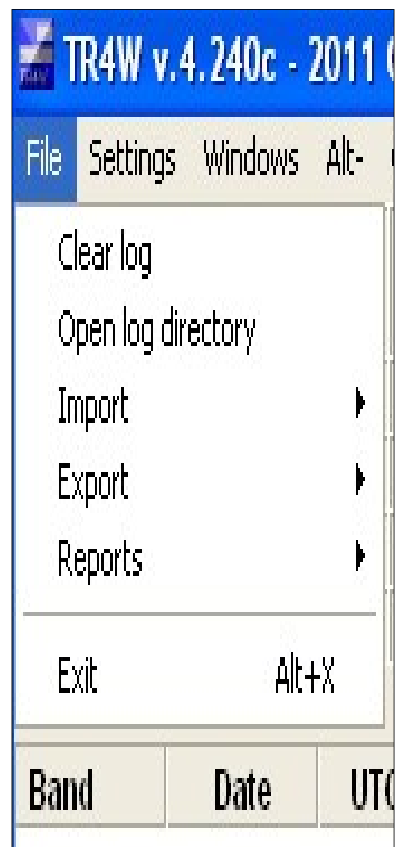 TR4W v.4.240c - 2011
File Settings Windows Alt-
Clear log
Open log directory
Import
Export
Reports
Exit Alt+X
Band Date UTC